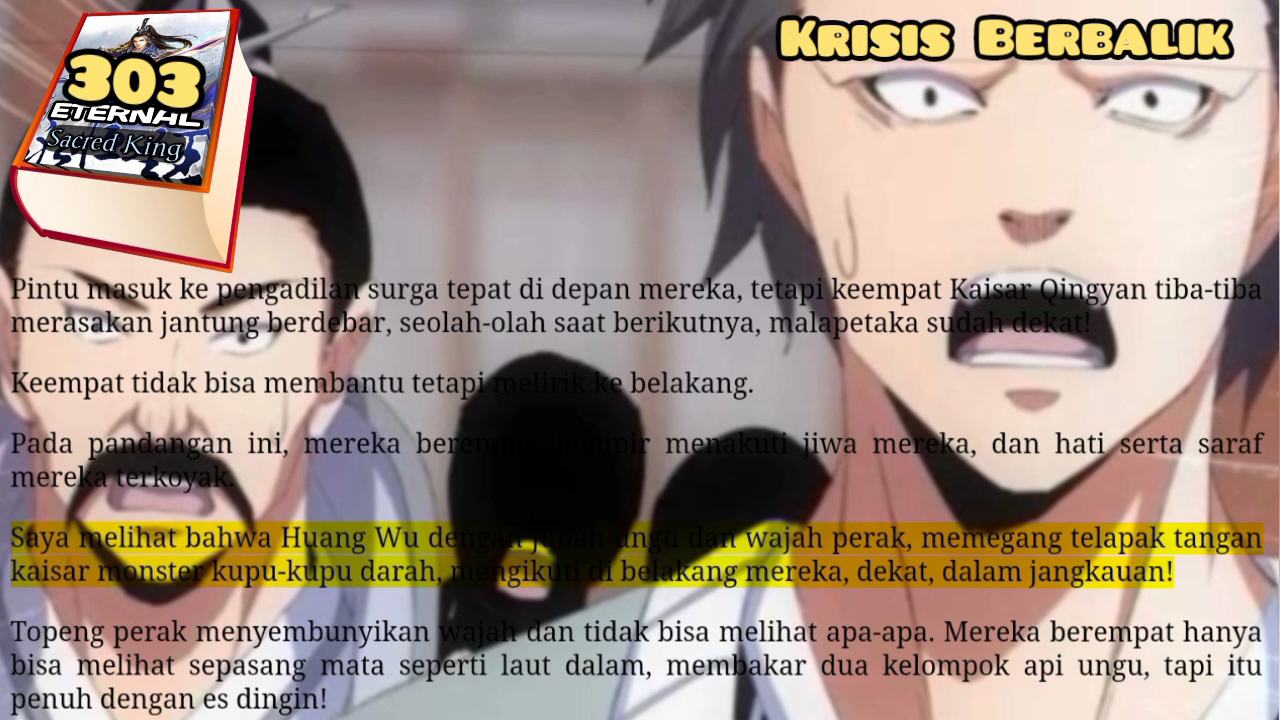 303
ETERNAL
Sacred King
Krisis Berbalik
Pintu masuk ke pengadilan surga tepat di depan mereka, tetapi keempat Kaisar Qingyan tiba-tiba
merasakan jantung berdebar, seolah-olah saat berikutnya, malapetaka sudah dekat!
Keempat tidak bisa membantu tetapi melirik ke belakang.
Pada pandangan ini, mereka berempat hampir menakuti jiwa mereka, dan hati serta saraf
mereka terkoyak.
Saya melihat bahwa Huang Wu dengan jubah ungu dan wajah perak, memegang telapak tangan
kaisar monster kupu-kupu darah, mengikuti di belakang mereka, dekat, dalam jangkauan!
Topeng perak menyembunyikan wajah dan tidak bisa melihat apa-apa. Mereka berempat hanya
bisa melihat sepasang mata seperti laut dalam, membakar dua kelompok api ungu, tapi itu
penuh dengan es dingin!